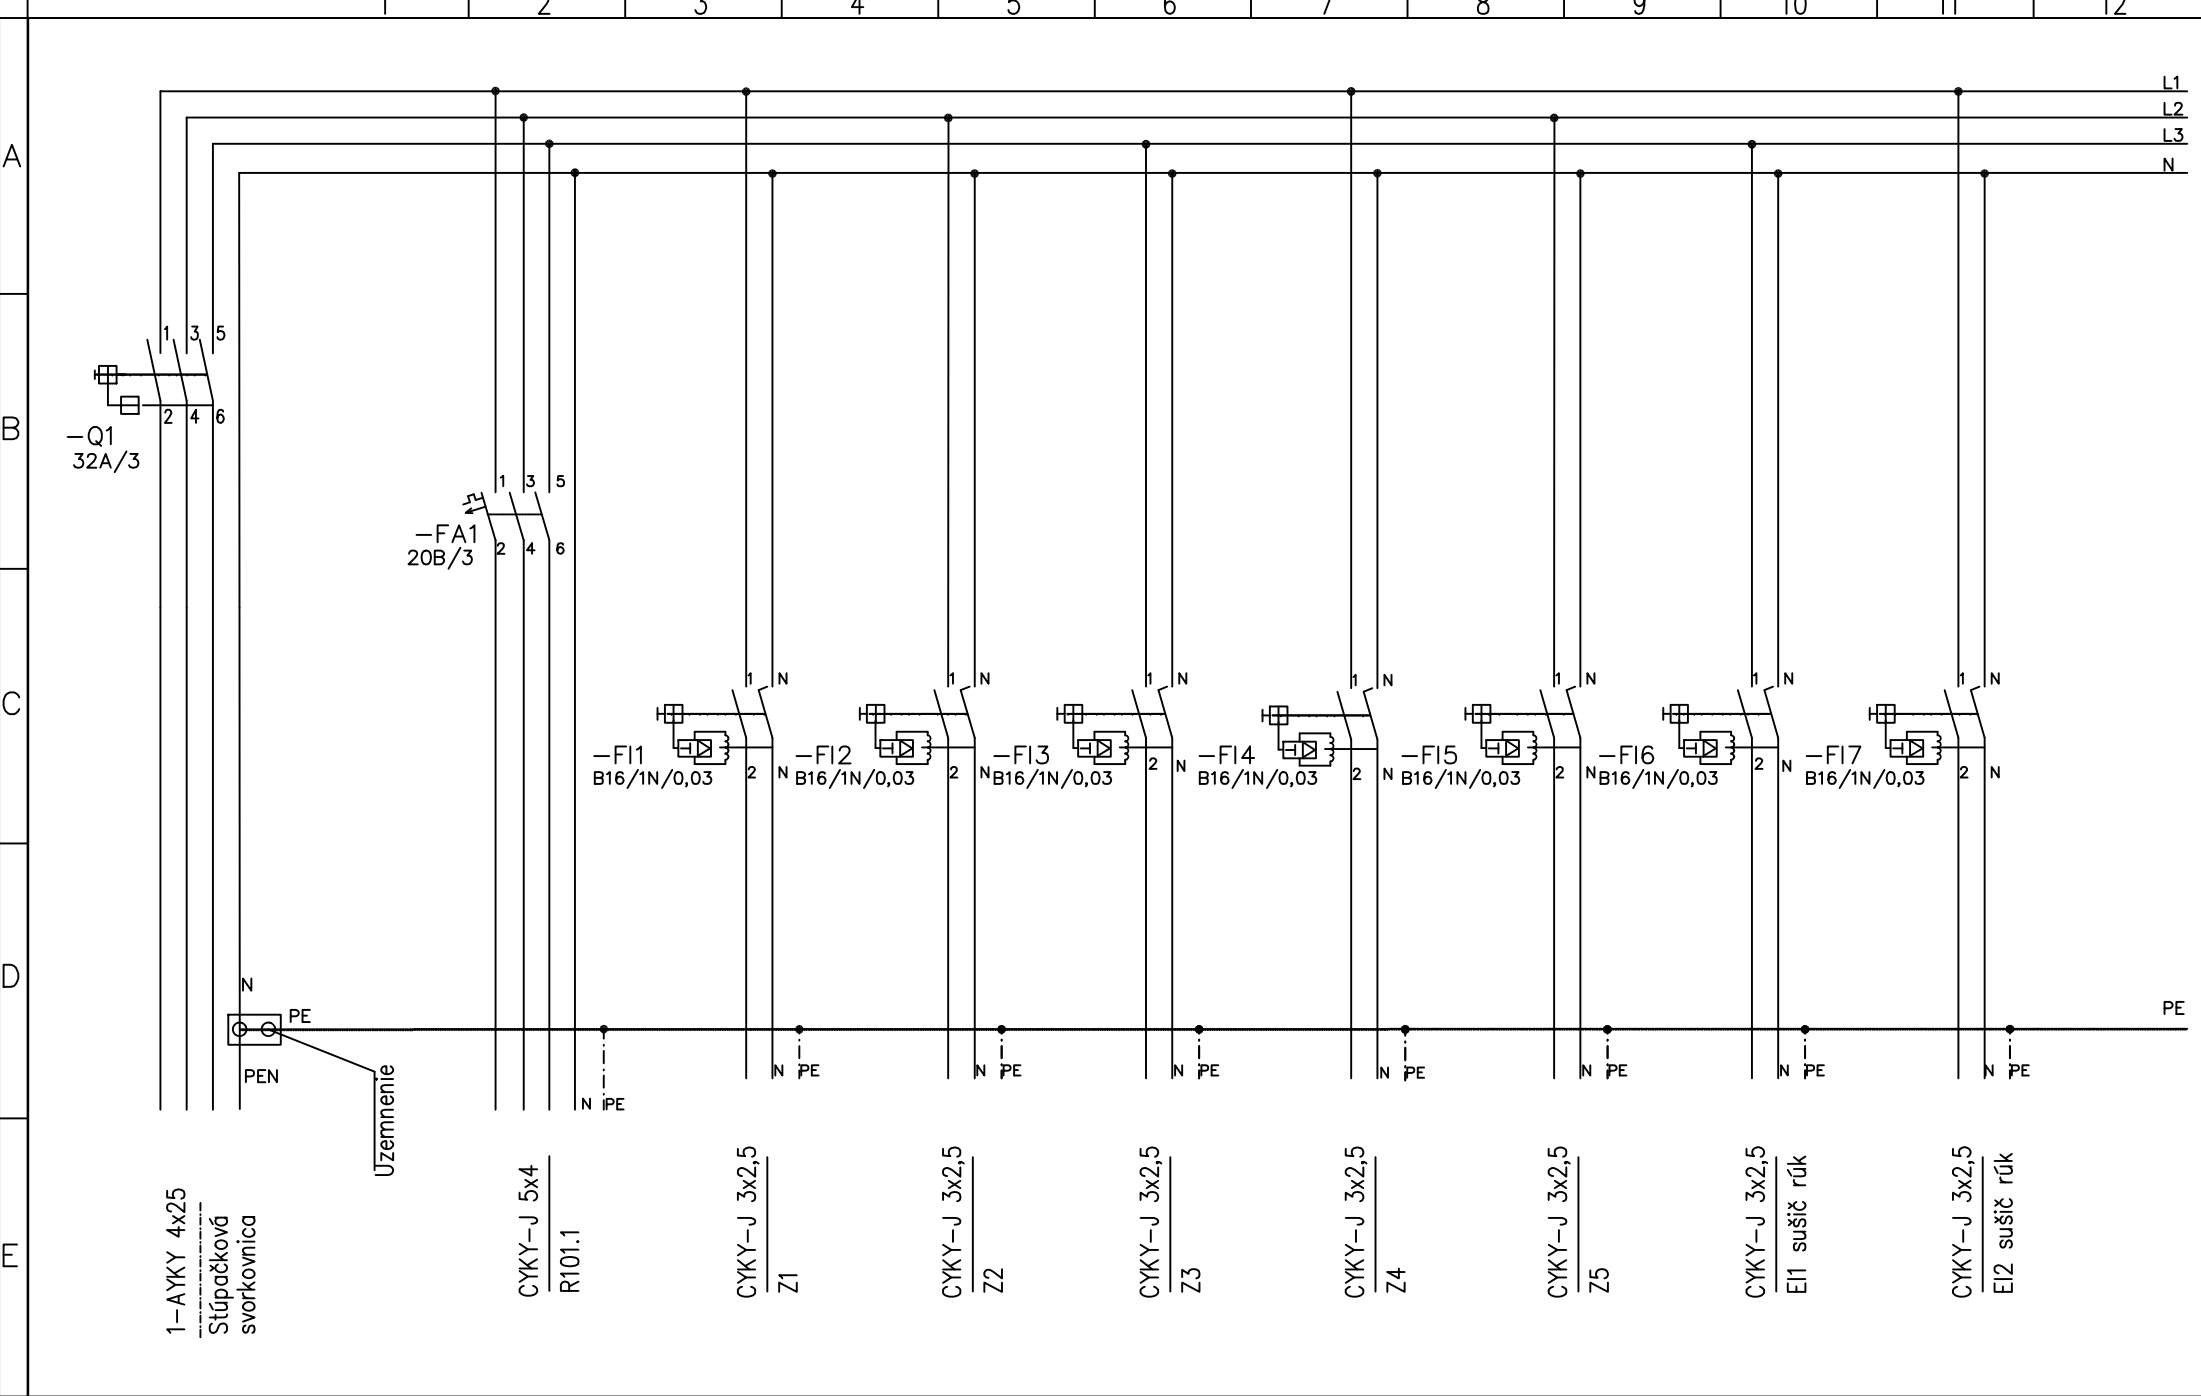 1 2 3 4 5 6 7 8 9 10 11 12
L1
L2
L3
N
A
B
C
D
E
1 3 5
2 4 6
-Q1
32A/3
1 3 5
2 4 6
-FA1
20B/3
1 N
-FI1
B16/1N/0,03
2 N
1 N
-FI2
B16/1N/0,03
2 N
1 N
-FI3
B16/1N/0,03
2 N
1 N
-FI4
B16/1N/0,03
2 N
1 N
-FI5
B16/1N/0,03
2 N
1 N
-FI6
B16/1N/0,03
2 N
1 N
-FI7
B16/1N/0,03
2 N
N
PE
PE
PEN
Uzemnenie
N PE
N PE
N PE
N PE
N PE
N PE
N PE
N PE
1-AYKY 4x25
Stúpačková
svorkovnica
CYKY-J 5x4
R101.1
CYKY-J 3x2,5
Z1
CYKY-J 3x2,5
Z2
CYKY-J 3x2,5
Z3
CYKY-J 3x2,5
Z4
CYKY-J 3x2,5
Z5
CYKY-J 3x2,5
EI1 sušič rúk
CYKY-J 3x2,5
EI2 sušič rúk